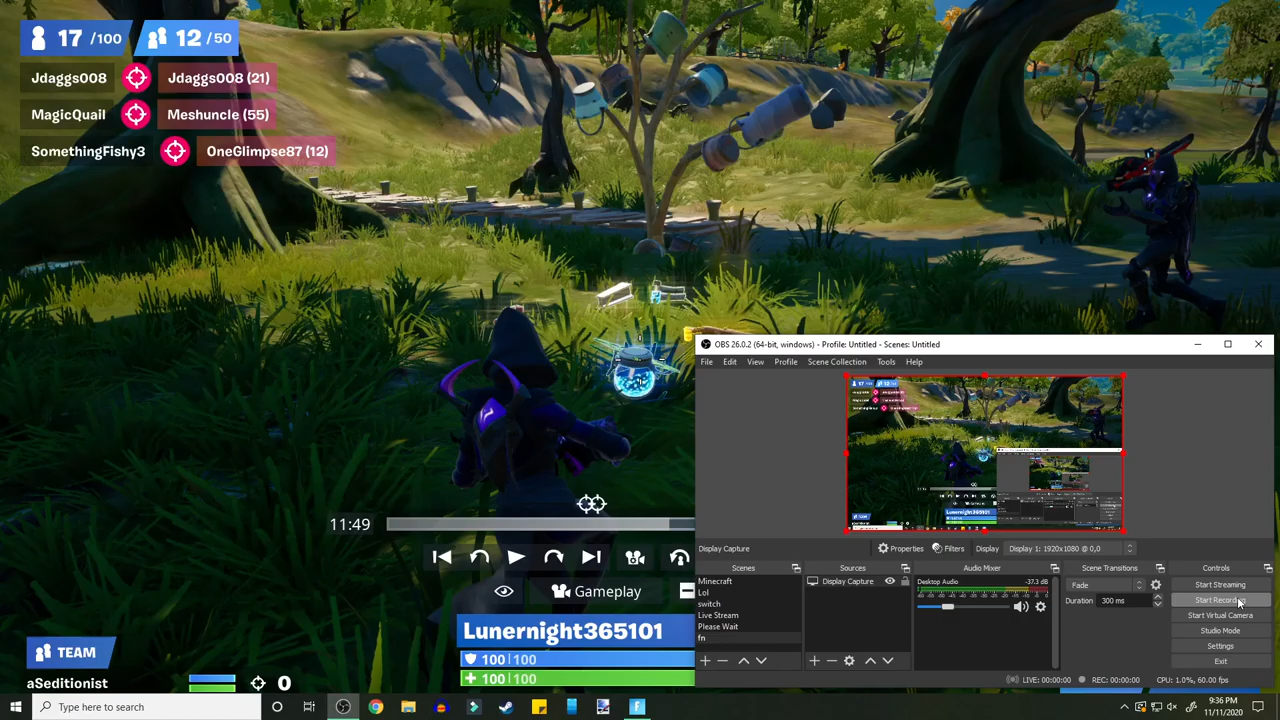 17 /100 12 /50
Jdaggs008 Jdaggs008 (21)
MagicQuail Meshuncle (55)
SomethingFishy3 OneGlimpse87 (12)
11:49
Gameplay
Lunernight365101
100|100
100|100
TEAM
aSeditionist 0
OBS 26.0.2 (64-bit, windows) - Profile: Untitled - Scenes: Untitled
File Edit View Profile Scene Collection Tools Help
Display Capture Properties Filters Display Display 1: 1920x1080 @ 0,0
Scenes Sources Audio Mixer Scene Transitions Controls
Minecraft
Lol
switch
Live Stream
Please Wait
fn
Display Capture
Desktop Audio -37.3 dB
Fade
Duration 300 ms
Start Streaming
Start Recording
Start Virtual Camera
Studio Mode
Settings
Exit
LIVE: 00:00:00 REC: 00:00:00 CPU: 1.0%, 60.00 fps
Type here to search
9:36 PM
11/11/2020